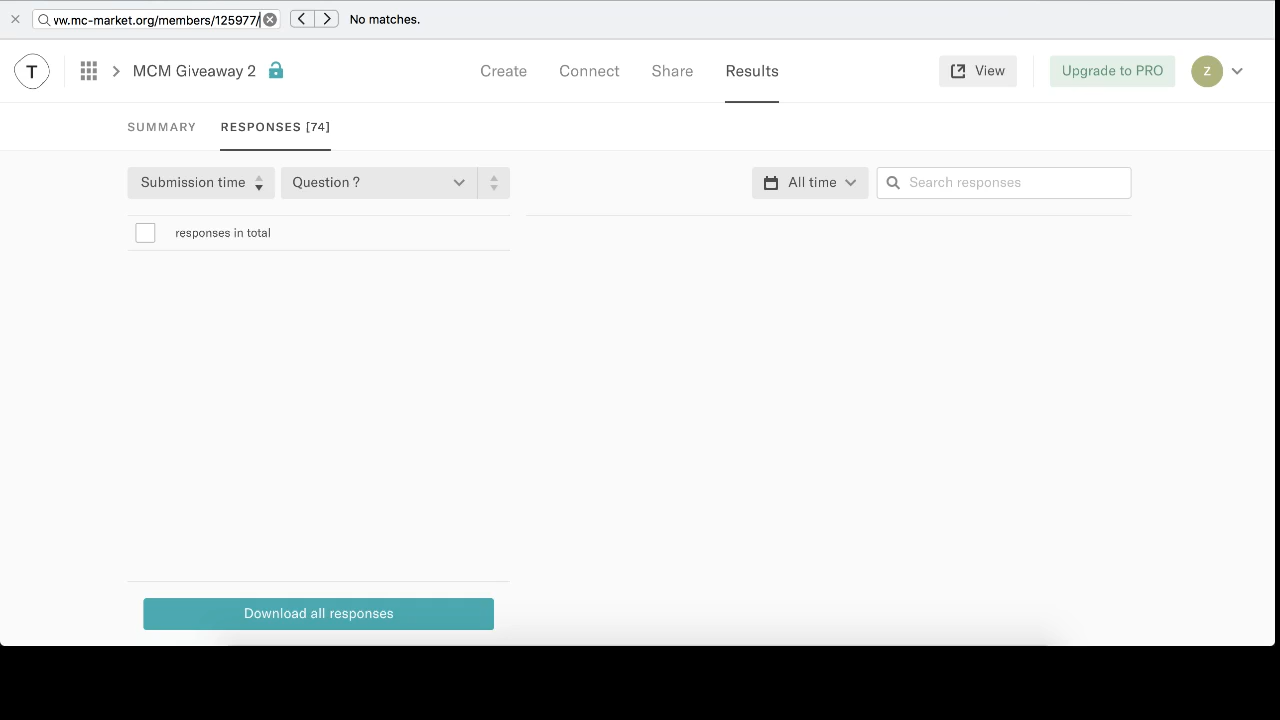 ww.mc-market.org/members/125977/
No matches.
T
MCM Giveaway 2
Create
Connect
Share
Results
View
Upgrade to PRO
Z
SUMMARY
RESPONSES [74]
Submission time
Question ?
All time
Search responses
responses in total
Download all responses